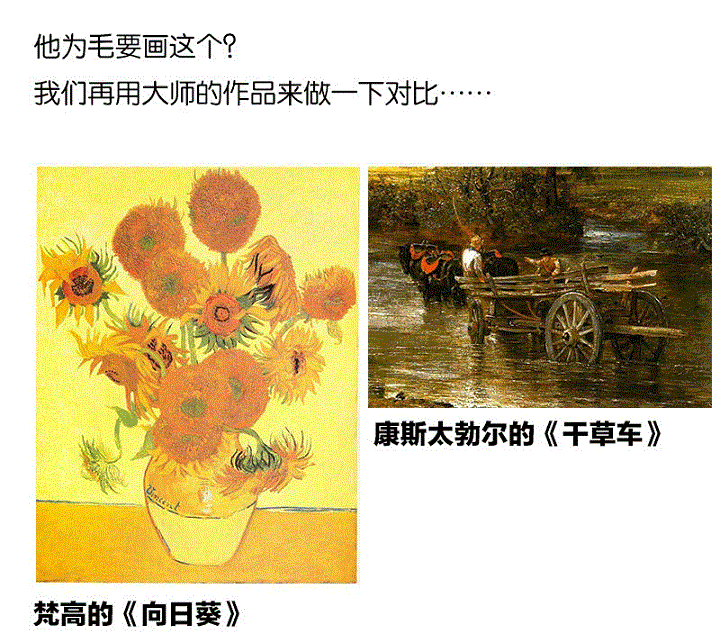 他为毛要画这个?
我们再用大师的作品来做一下对比……
Vincent
康斯太勃尔的《干草车》
梵高的《向日葵》